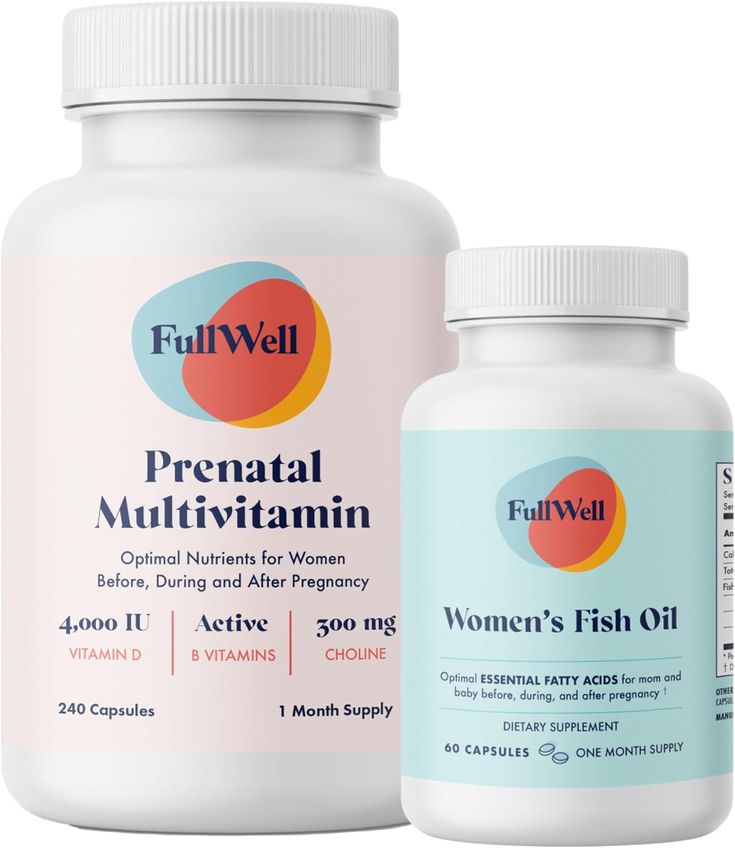 FullWell
Prenatal
Multivitamin
Optimal Nutrients for Women
Before, During and After Pregnancy
4,000 IU
VITAMIN D
Active
B VITAMINS
300 mg
CHOLINE
240 Capsules
1 Month Supply
FullWell
Women's Fish Oil
Optimal ESSENTIAL FATTY ACIDS for mom and
baby before, during, and after pregnancy †
DIETARY SUPPLEMENT
60 CAPSULES ONE MONTH SUPPLY